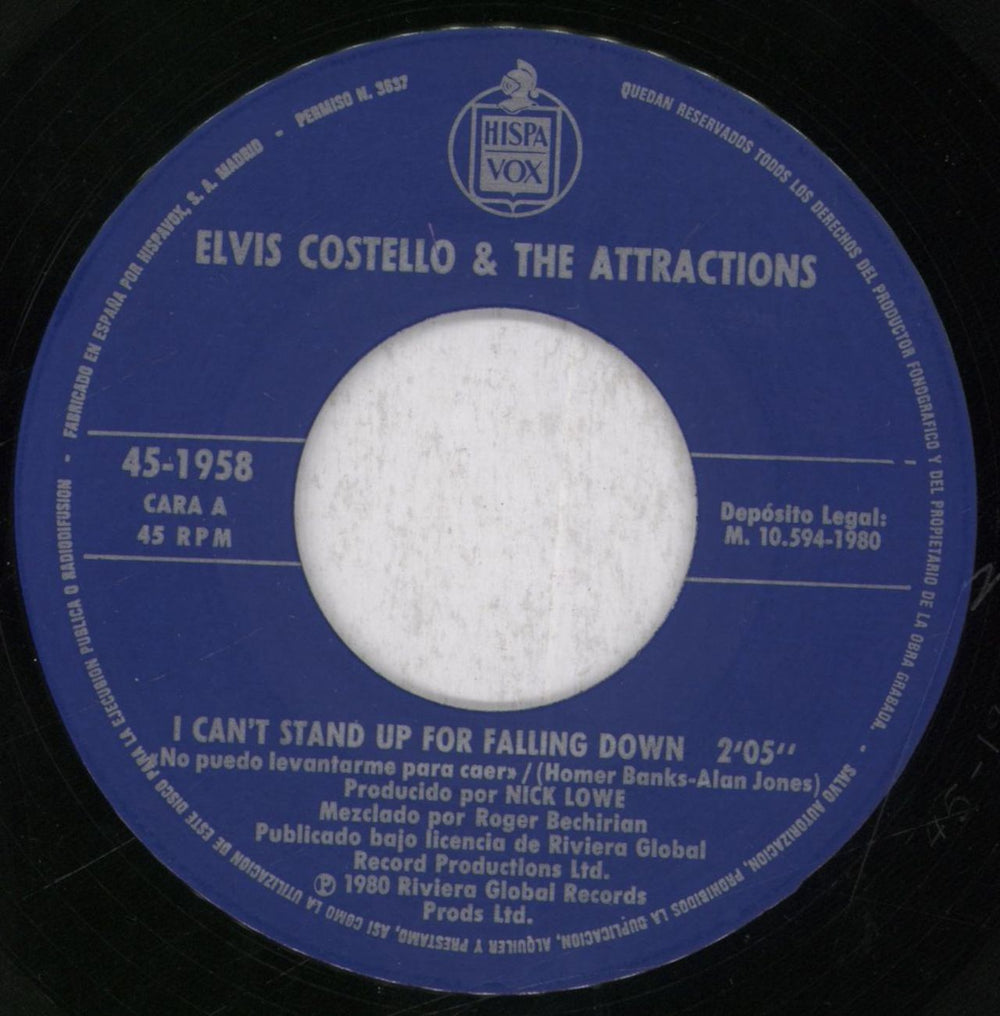 HISPA
VOX
ELVIS COSTELLO & THE ATTRACTIONS
45-1958
CARA A
45 RPM
Depósito Legal:
M. 10.594-1980
I CAN'T STAND UP FOR FALLING DOWN 2'05''
«No puedo levantarme para caer» / (Homer Banks-Alan Jones)
Producido por NICK LOWE
Mezclado por Roger Bechirian
Publicado bajo licencia de Riviera Global
Record Productions Ltd.
Ⓟ 1980 Riviera Global Records
Prods Ltd.
QUEDAN RESERVADOS TODOS LOS DERECHOS DEL PRODUCTOR FONOGRAFICO Y DEL PROPIETARIO DE LA OBRA GRABADA. - SALVO AUTORIZACION, PROHIBIDOS LA DUPLICACION, ALQUILER Y PRESTAMO, ASI COMO LA UTILIZACION DE ESTE DISCO PARA LA EJECUBION PUBLICA O RADIODIFUSION - FABRICADO EN ESPAÑA POR HISPAVOX, S. A. MADRID - PERMISO N. 3637